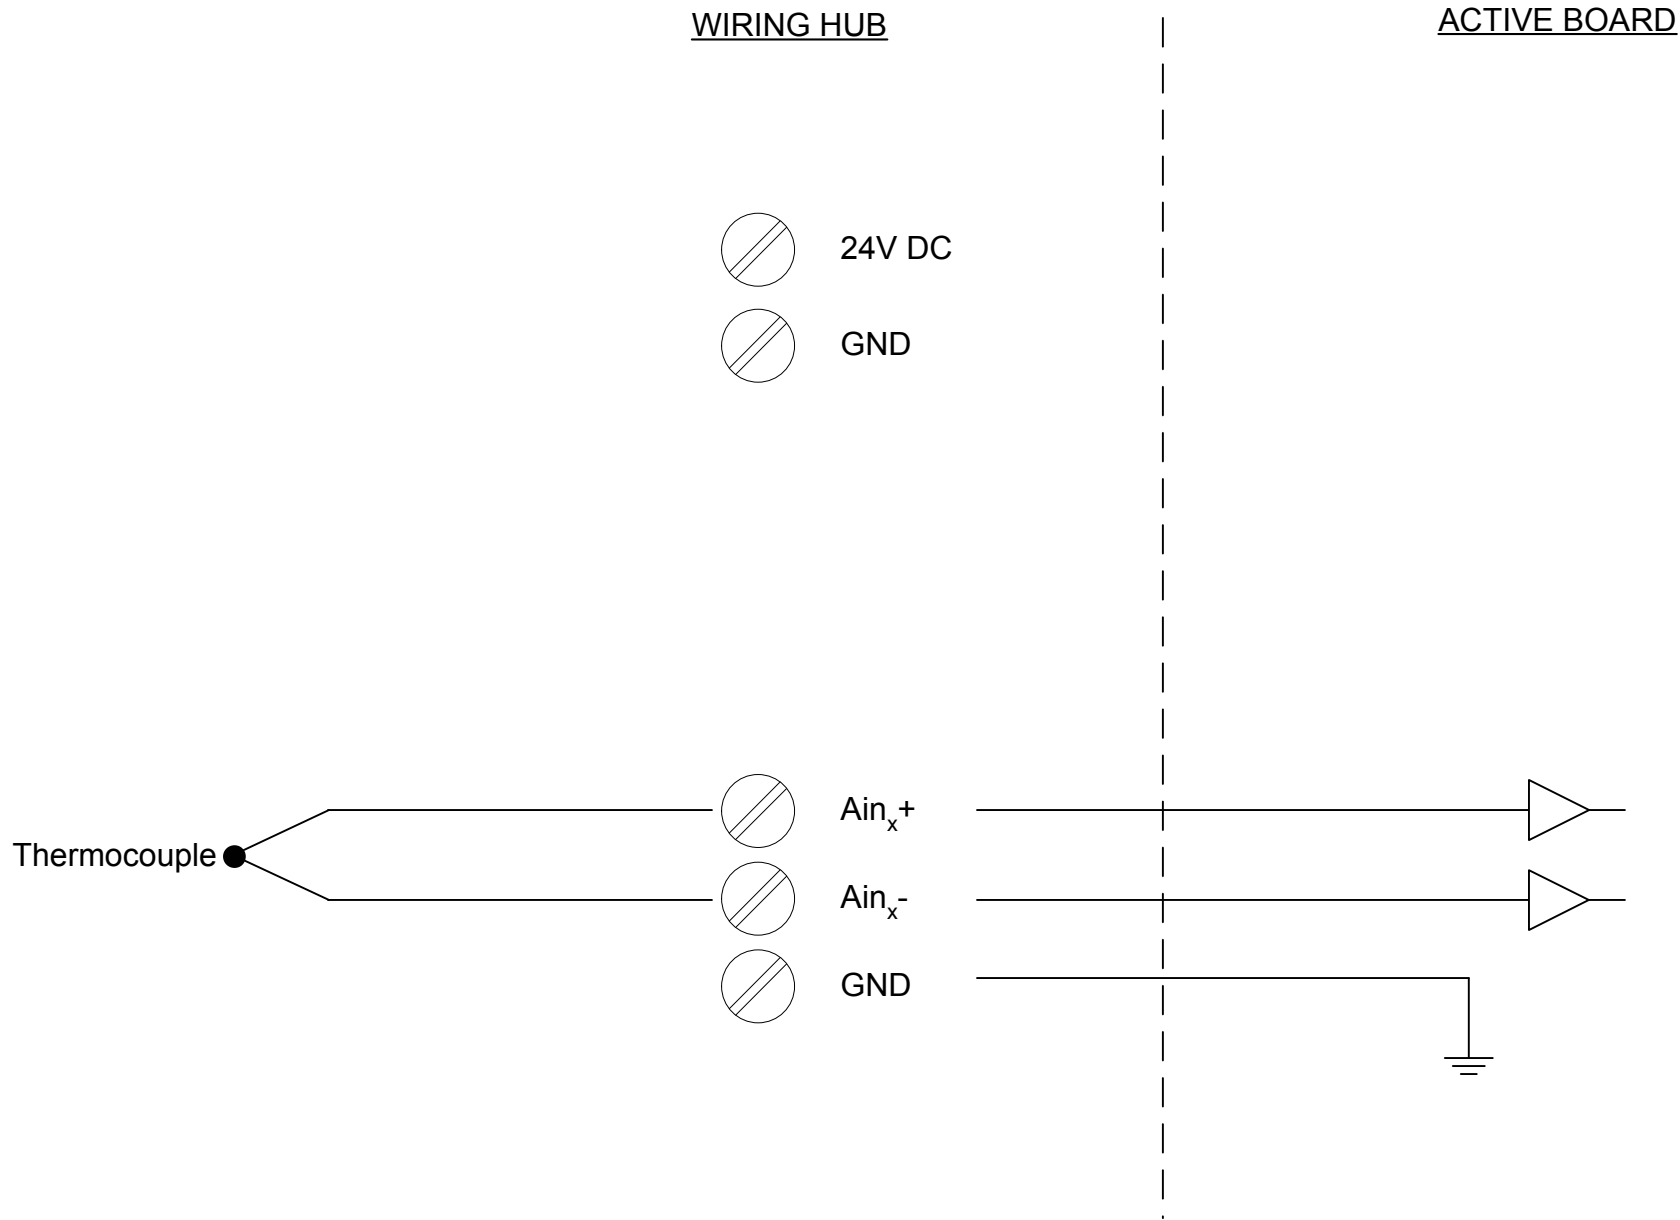 WIRING HUB
ACTIVE BOARD
24V DC
GND
Ainₓ+
Thermocouple
Ainₓ-
GND